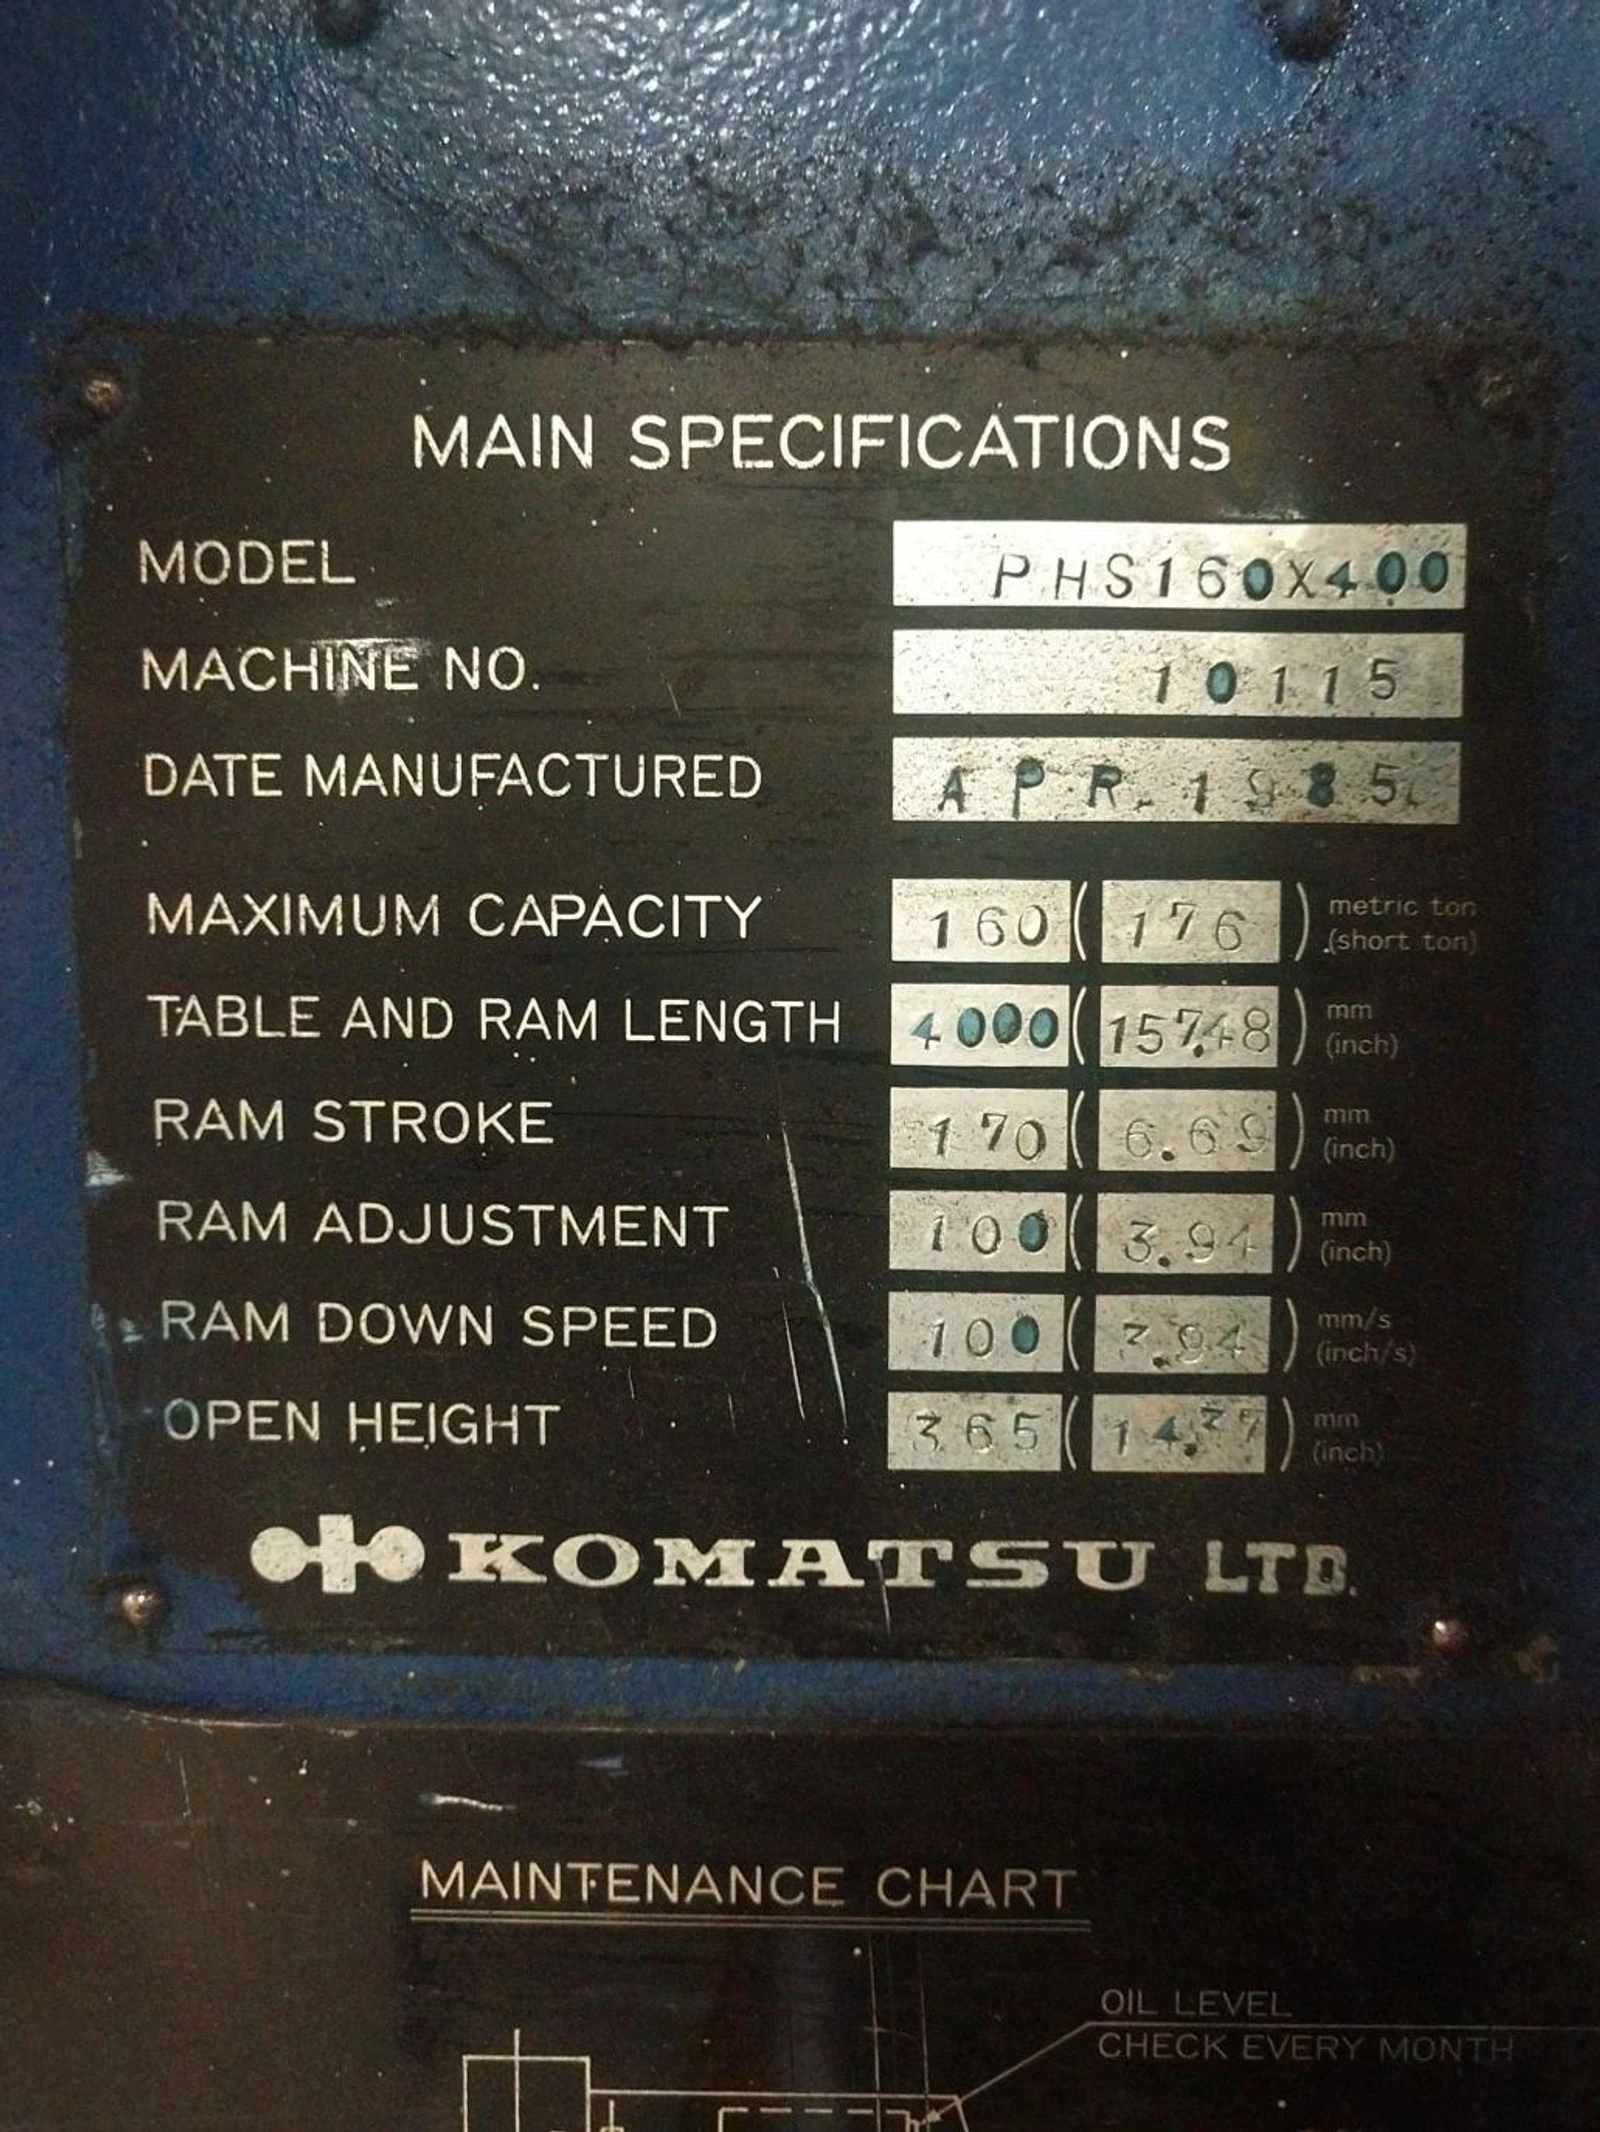 MAIN SPECIFICATIONS
MODEL PHS160X400
MACHINE NO. 10115
DATE MANUFACTURED APR. 1985
MAXIMUM CAPACITY 160 (176) metric ton (short ton)
TABLE AND RAM LENGTH 4000 (157.48) mm (inch)
RAM STROKE 170 (6.69) mm (inch)
RAM ADJUSTMENT 100 (3.94) mm (inch)
RAM DOWN SPEED 100 (3.94) mm/s (inch/s)
OPEN HEIGHT 365 (14.37) mm (inch)
KOMATSU LTD.
MAINTENANCE CHART
OIL LEVEL
CHECK EVERY MONTH